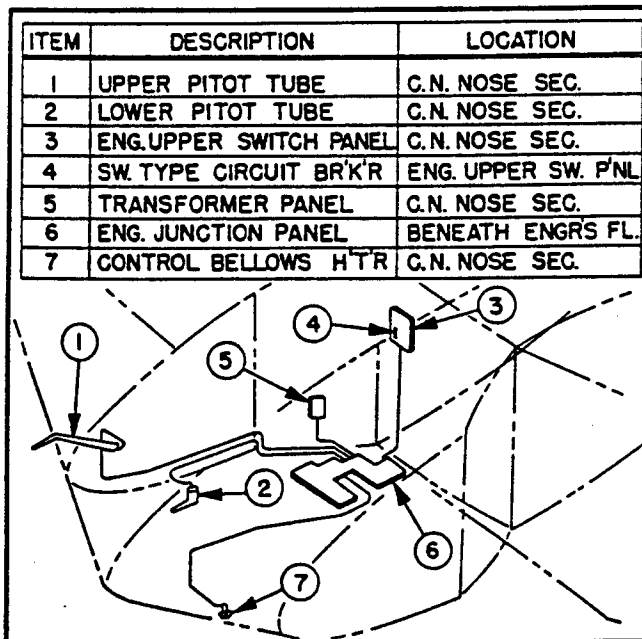 ITEM DESCRIPTION LOCATION
1 UPPER PITOT TUBE C.N. NOSE SEC.
2 LOWER PITOT TUBE C.N. NOSE SEC.
3 ENG. UPPER SWITCH PANEL C.N. NOSE SEC.
4 SW. TYPE CIRCUIT BR'K'R ENG. UPPER SW. P'NL
5 TRANSFORMER PANEL C.N. NOSE SEC.
6 ENG. JUNCTION PANEL BENEATH ENGR'S FL.
7 CONTROL BELLOWS H'T'R C.N. NOSE SEC.
3
4
1
5
2
6
7